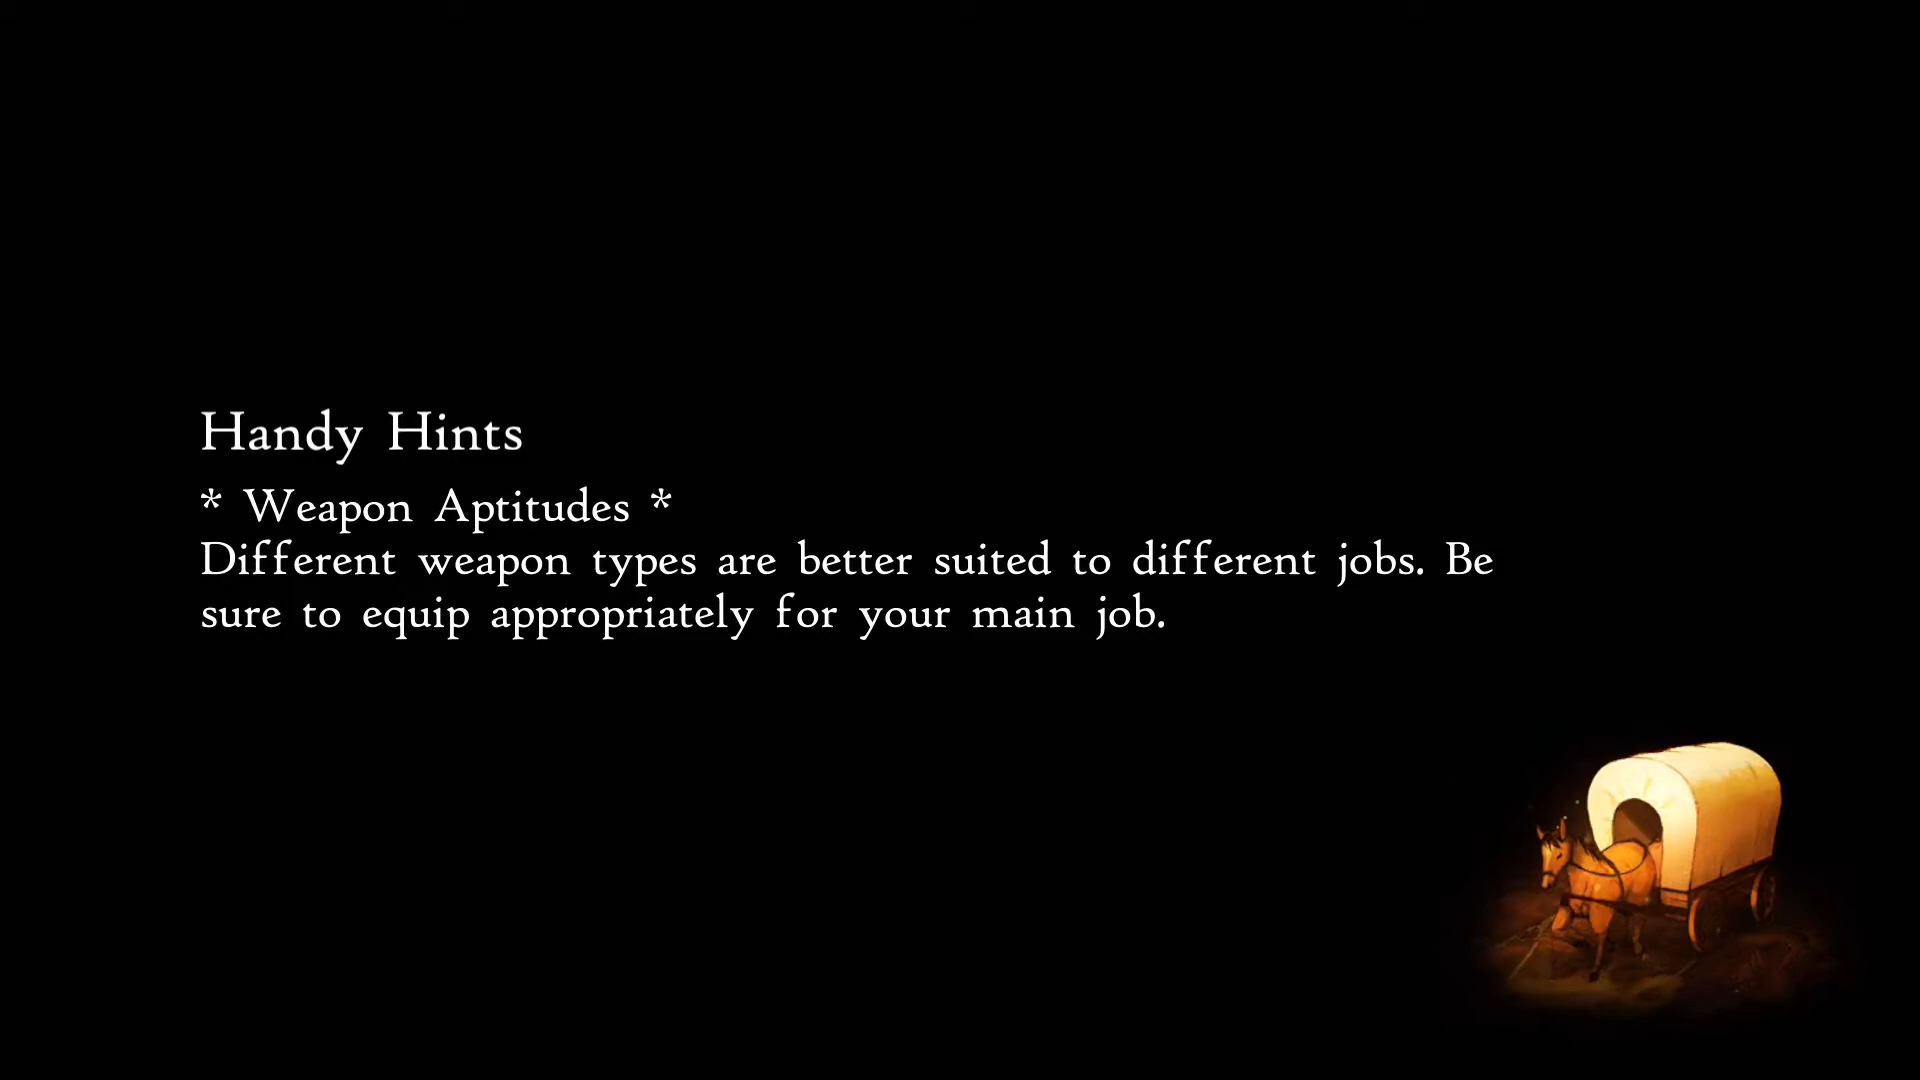 Handy Hints
* Weapon Aptitudes *
Different weapon types are better suited to different jobs. Be
sure to equip appropriately for your main job.